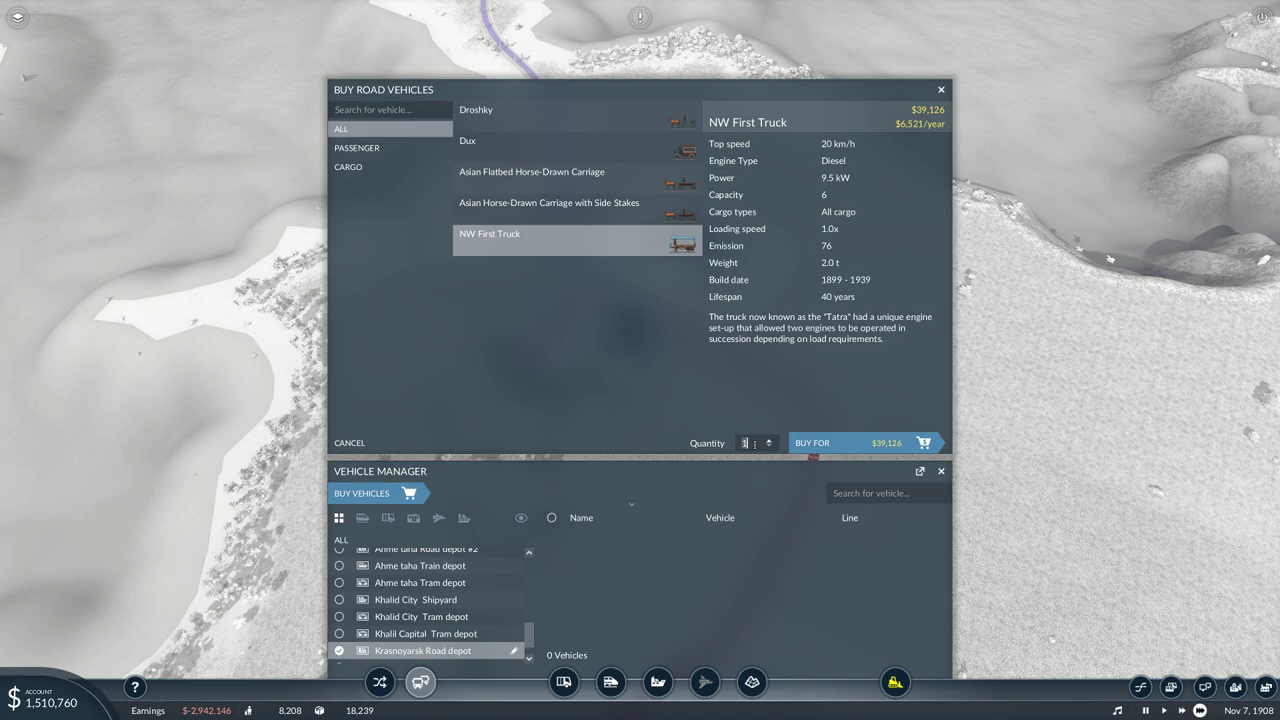 BUY ROAD VEHICLES
Search for vehicle...
ALL
PASSENGER
CARGO
Droshky
Dux
Asian Flatbed Horse-Drawn Carriage
Asian Horse-Drawn Carriage with Side Stakes
NW First Truck
$39,126
NW First Truck
$6,521/year
Top speed 20 km/h
Engine Type Diesel
Power 9.5 kW
Capacity 6
Cargo types All cargo
Loading speed 1.0x
Emission 76
Weight 2.0 t
Build date 1899 - 1939
Lifespan 40 years
The truck now known as the "Tatra" had a unique engine
set-up that allowed two engines to be operated in
succession depending on load requirements.
CANCEL
Quantity 1
BUY FOR $39,126
VEHICLE MANAGER
BUY VEHICLES
Search for vehicle...
Name Vehicle Line
ALL
Ahme taha Road depot #2
Ahme taha Train depot
Ahme taha Tram depot
Khalid City Shipyard
Khalid City Tram depot
Khalil Capital Tram depot
Krasnoyarsk Road depot
0 Vehicles
$ ACCOUNT
1,510,760
?
Earnings $-2,942,146 8,208 18,239
Nov 7, 1908